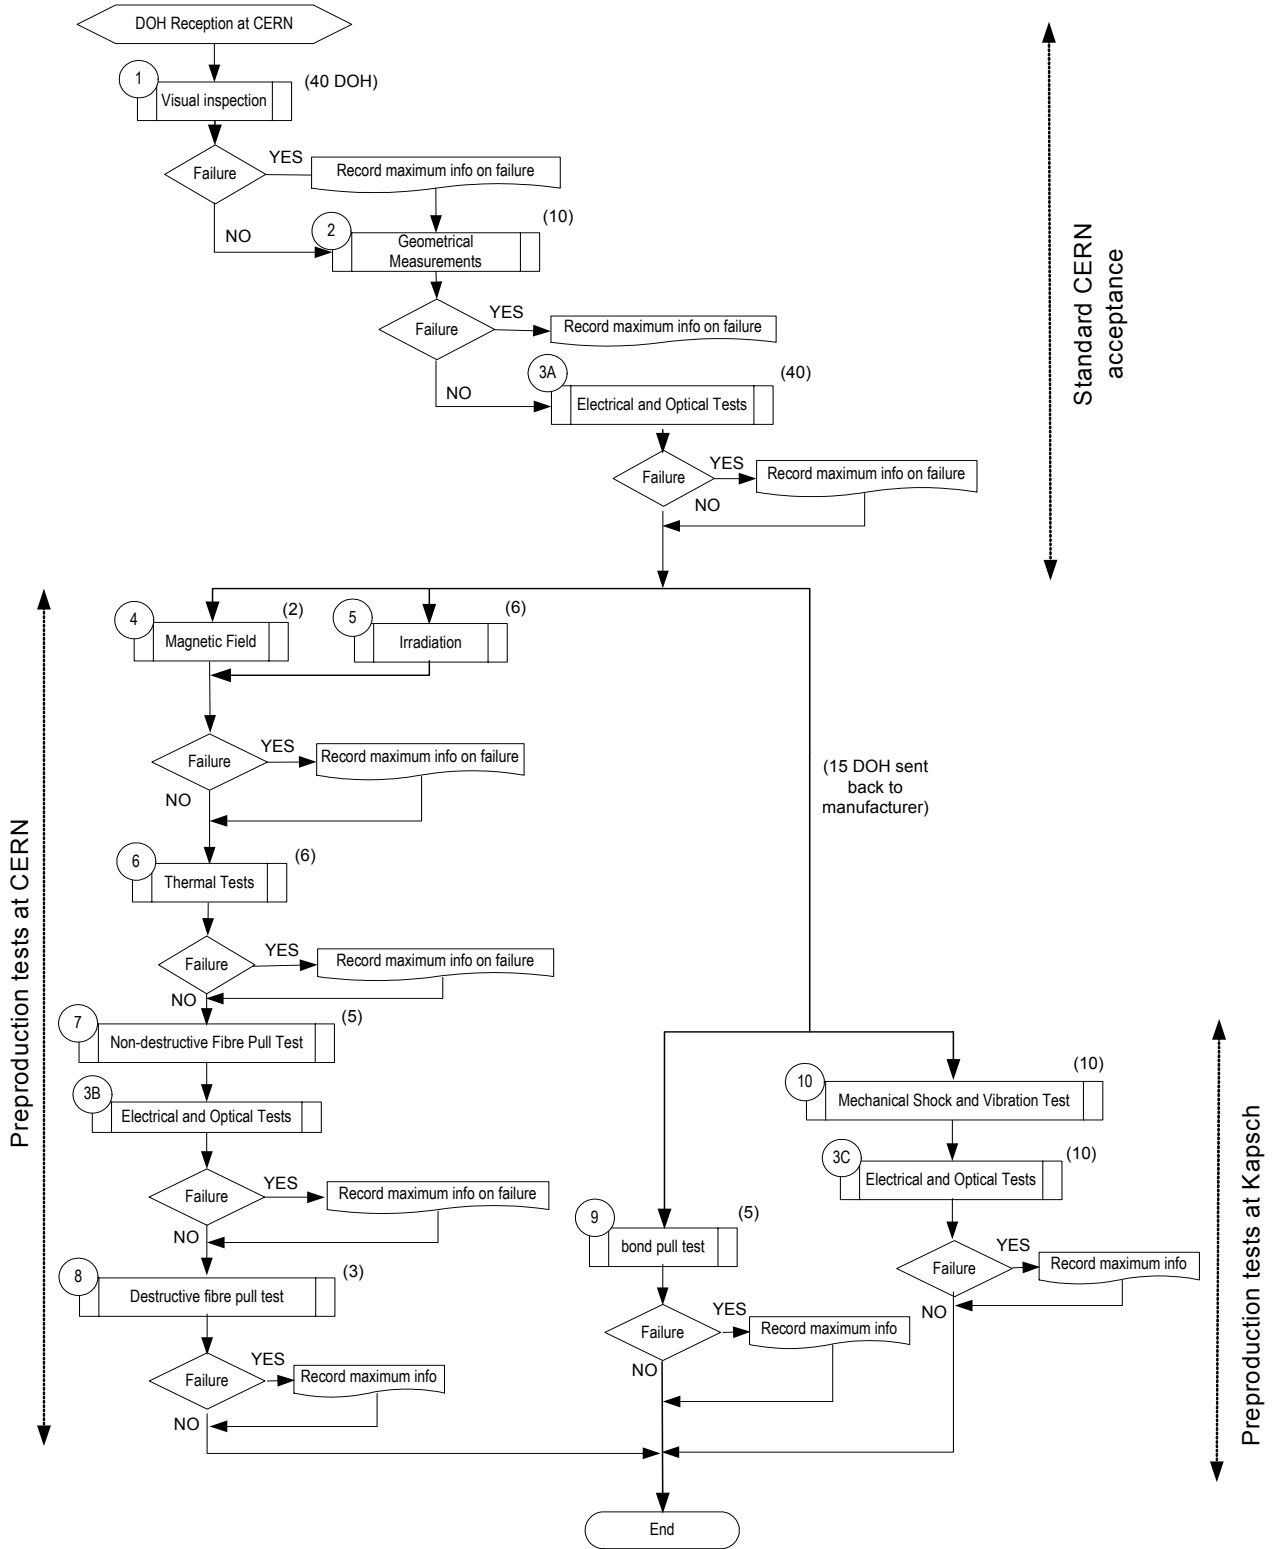 DOH Reception at CERN
1
(40 DOH)
Visual inspection
Failure
YES
Record maximum info on failure
NO
2
(10)
Geometrical
Measurements
Failure
YES
Record maximum info on failure
NO
3A
(40)
Electrical and Optical Tests
Failure
YES
Record maximum info on failure
NO
Standard CERN
acceptance
4
(2)
Magnetic Field
5
(6)
Irradiation
Failure
YES
Record maximum info on failure
NO
(15 DOH sent
back to
manufacturer)
6
(6)
Thermal Tests
Failure
YES
Record maximum info on failure
NO
7
(5)
Non-destructive Fibre Pull Test
3B
Electrical and Optical Tests
Failure
YES
Record maximum info on failure
NO
8
(3)
Destructive fibre pull test
Failure
YES
Record maximum info
NO
Preproduction tests at CERN
9
(5)
bond pull test
Failure
YES
Record maximum info
NO
10
(10)
Mechanical Shock and Vibration Test
3C
(10)
Electrical and Optical Tests
Failure
YES
Record maximum info
NO
Preproduction tests at Kapsch
End